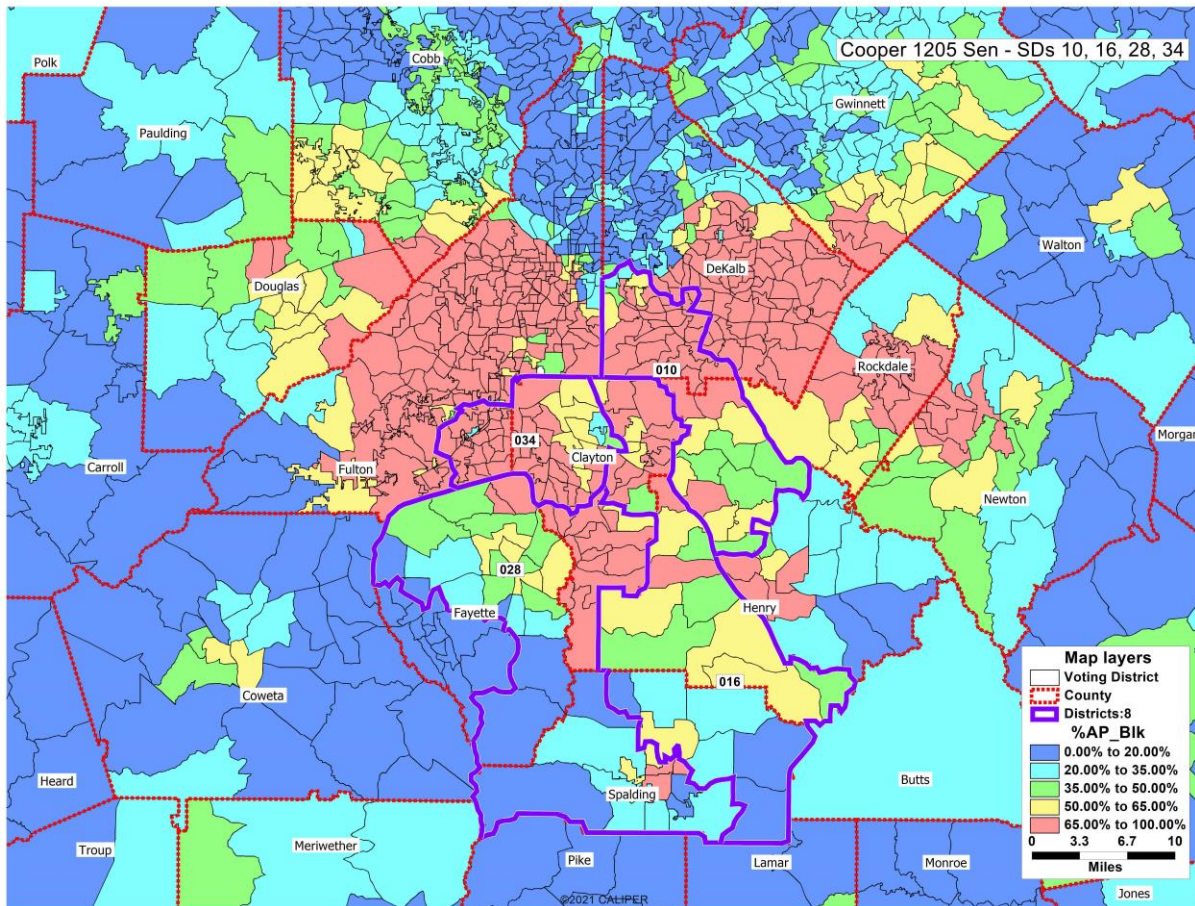 Cooper 1205 Sen - SDs 10, 16, 28, 34
Polk
Cobb
Gwinnett
Paulding
Walton
DeKalb
Douglas
Rockdale
010
034
Clayton
Morgan
Carroll
Fulton
Newton
028
Henry
Fayette
016
Coweta
Heard
Butts
Spalding
Troup
Meriwether
Pike
Lamar
Monroe
Jones
Map layers
Voting District
County
Districts:8
%AP_Blk
0.00% to 20.00%
20.00% to 35.00%
35.00% to 50.00%
50.00% to 65.00%
65.00% to 100.00%
0 3.3 6.7 10
Miles
©2021 CALIPER